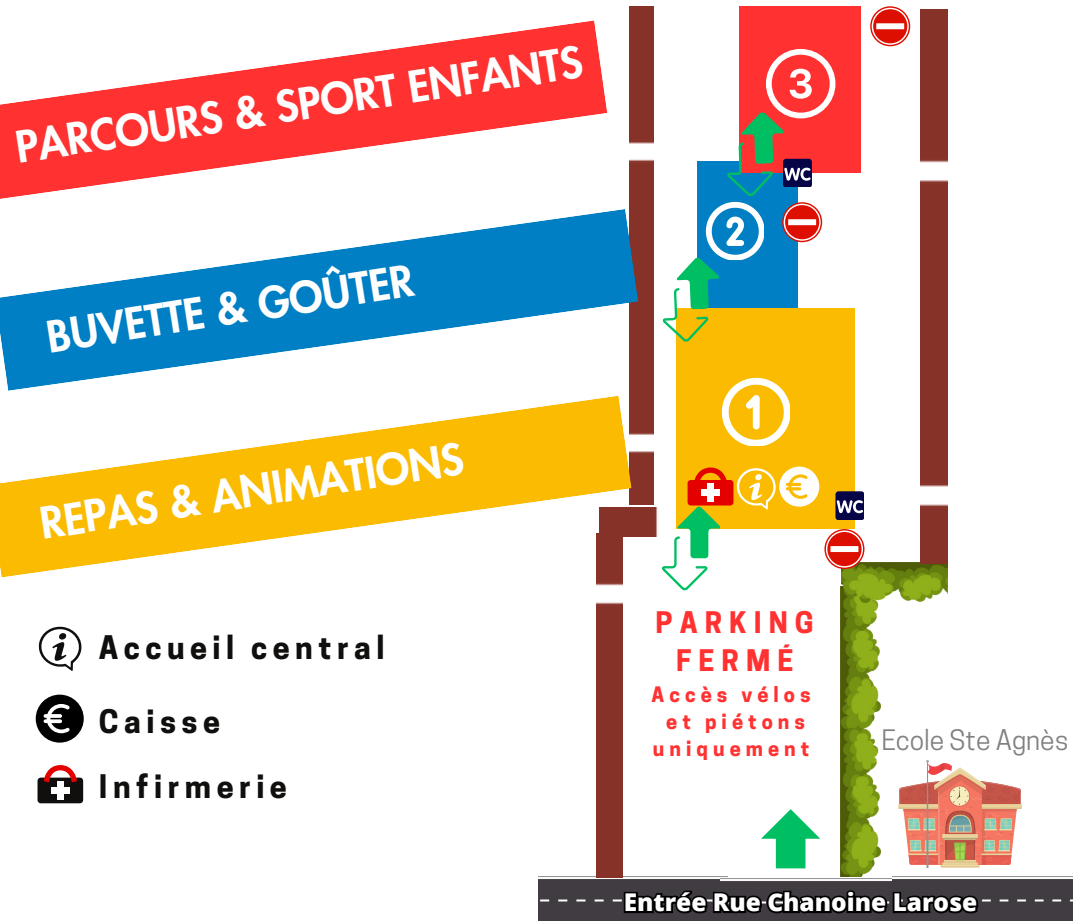 PARCOURS & SPORT ENFANTS
3
WC
BUVETTE & GOÛTER
2
REPAS & ANIMATIONS
1
i €
WC
PARKING
FERMÉ
Accès vélos
et piétons
uniquement
i Accueil central
€ Caisse
Infirmerie
Ecole Ste Agnès
Entrée Rue Chanoine Larose